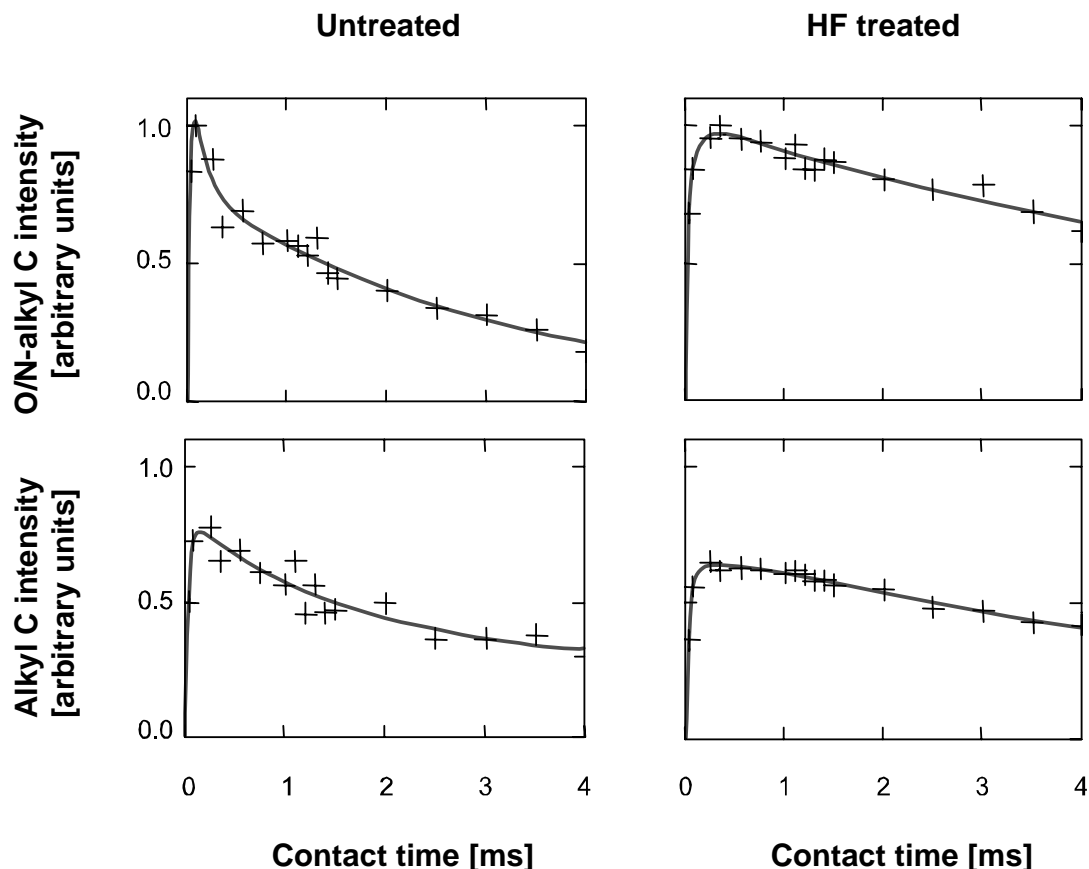 Untreated
HF treated
O/N-alkyl C intensity
[arbitrary units]
1.0
0.5
0.0
Alkyl C intensity
[arbitrary units]
1.0
0.5
0.0
0 1 2 3 4
0 1 2 3 4
Contact time [ms]
Contact time [ms]